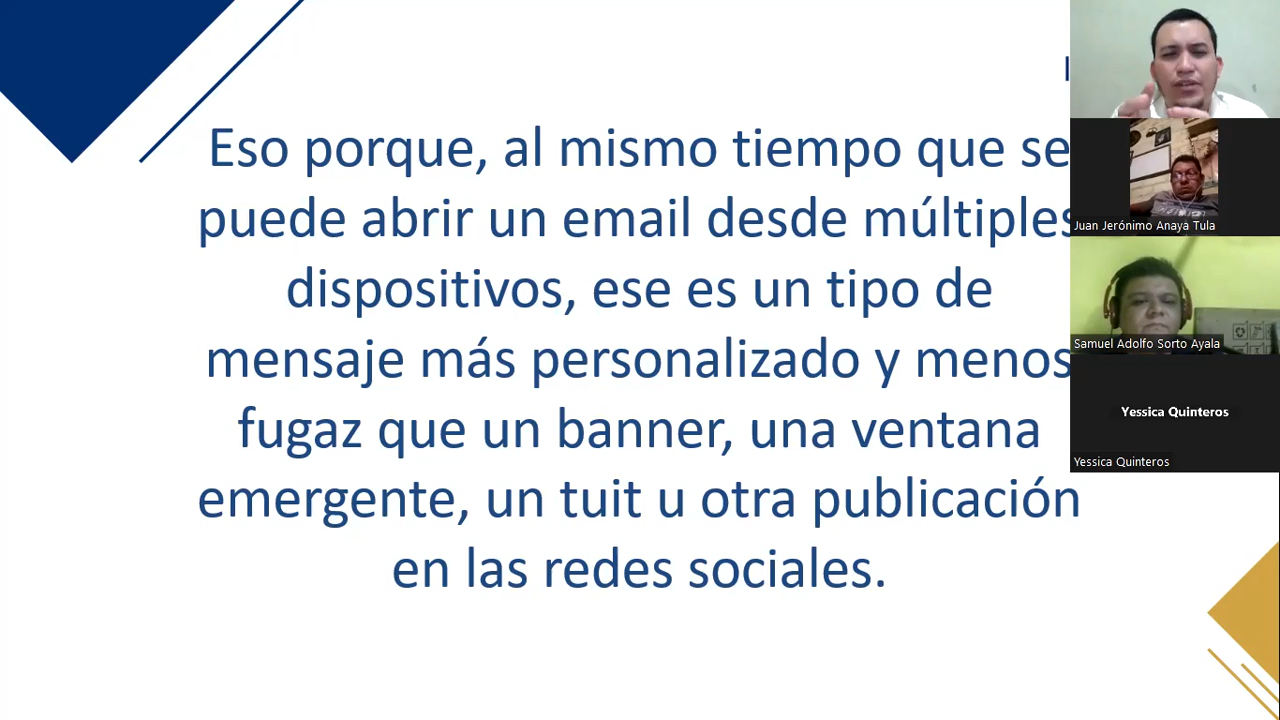 Eso porque, al mismo tiempo que se
puede abrir un email desde múltiples
dispositivos, ese es un tipo de
mensaje más personalizado y menos
fugaz que un banner, una ventana
emergente, un tuit u otra publicación
en las redes sociales.
Juan Jerónimo Anaya Tula
Samuel Adolfo Sorto Ayala
Yessica Quinteros
Yessica Quinteros